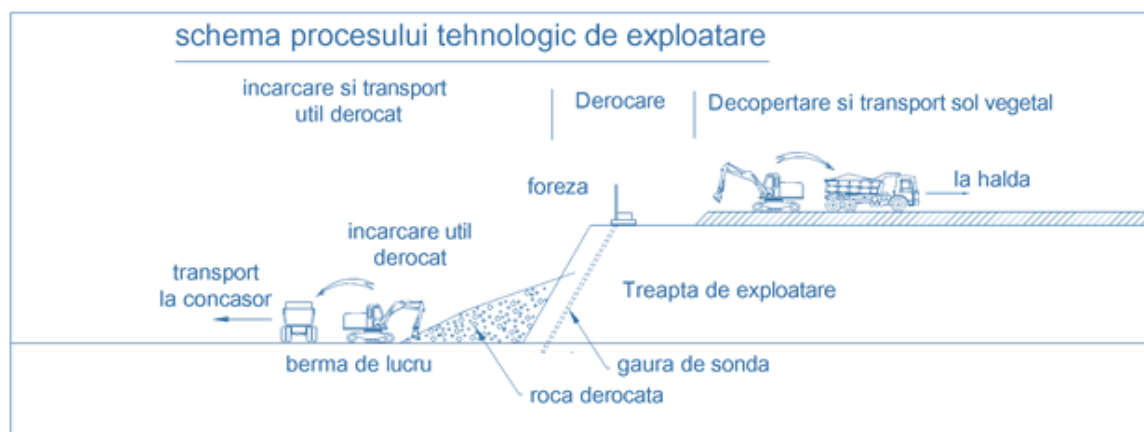 schema procesului tehnologic de exploatare
incarcare si transport
util derocat
Derocare
Decopertare si transport sol vegetal
foreza
la halda
incarcare util
derocat
transport
la concasor
Treapta de exploatare
berma de lucru
gaura de sonda
roca derocata